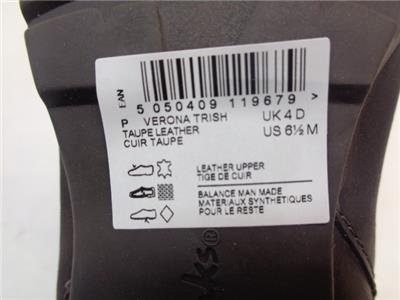 EAN
5 050409 119679 >
P VERONA TRISH UK 4 D
TAUPE LEATHER US 6½ M
CUIR TAUPE
LEATHER UPPER
TIGE DE CUIR
BALANCE MAN MADE
MATERIAUX SYNTHETIQUES
POUR LE RESTE
ks®